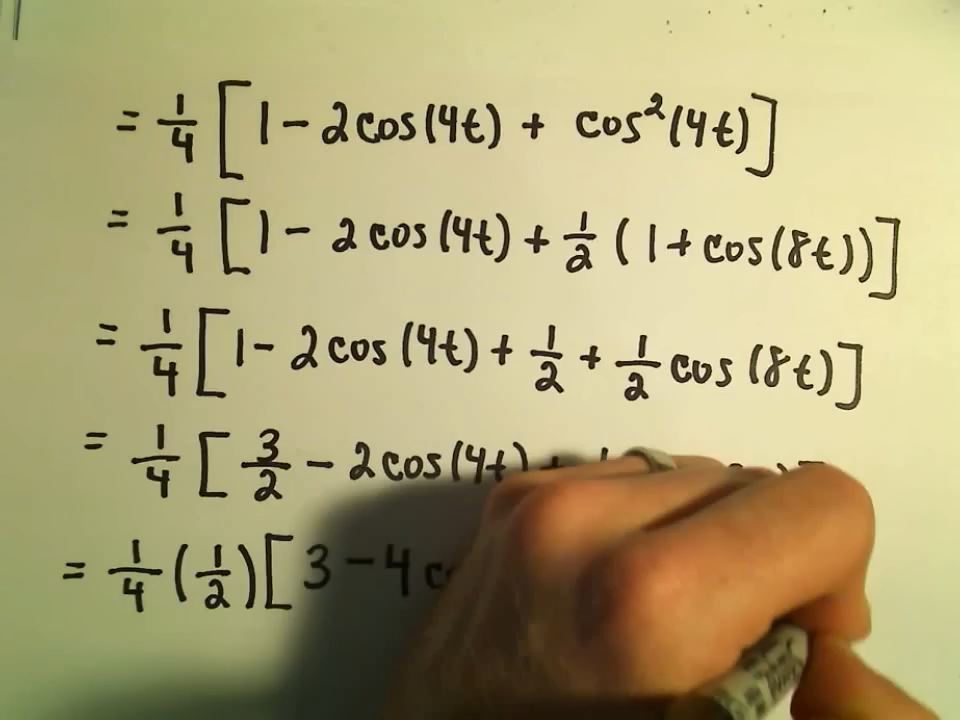 = 1/4 [1 - 2cos(4t) + cos²(4t)]
= 1/4 [1 - 2cos(4t) + 1/2 (1 + cos(8t))]
= 1/4 [1 - 2cos(4t) + 1/2 + 1/2 cos(8t)]
= 1/4 [3/2 - 2cos(4t) +
= 1/4 (1/2) [3 - 4